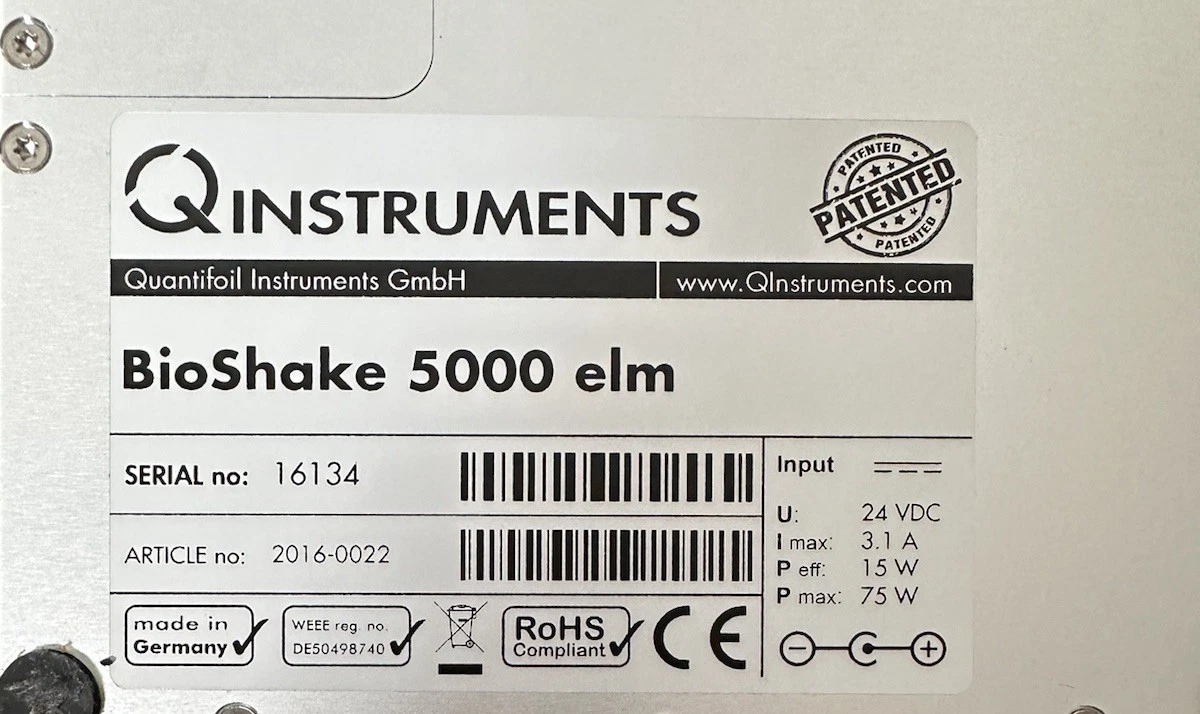 QINSTRUMENTS
PATENTED
PATENTED
PATENTED
Quantifoil Instruments GmbH
www.QInstruments.com
BioShake 5000 elm
SERIAL no: 16134
ARTICLE no: 2016-0022
Input
U: 24 VDC
I max: 3.1 A
P eff: 15 W
P max: 75 W
made in
Germany
WEEE reg. no.
DE50498740
RoHS
Compliant
CE